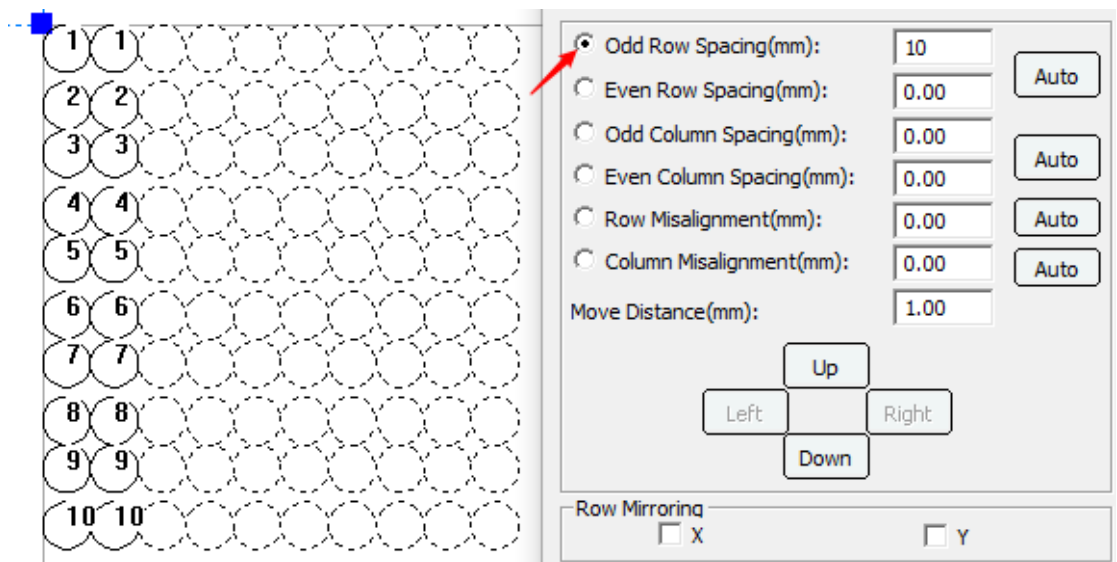 1 1
2 2
3 3
4 4
5 5
6 6
7 7
8 8
9 9
10 10
Odd Row Spacing(mm): 10
Even Row Spacing(mm): 0.00
Auto
Odd Column Spacing(mm): 0.00
Even Column Spacing(mm): 0.00
Auto
Row Misalignment(mm): 0.00 Auto
Column Misalignment(mm): 0.00 Auto
Move Distance(mm): 1.00
Up
Left Right
Down
Row Mirroring
X Y